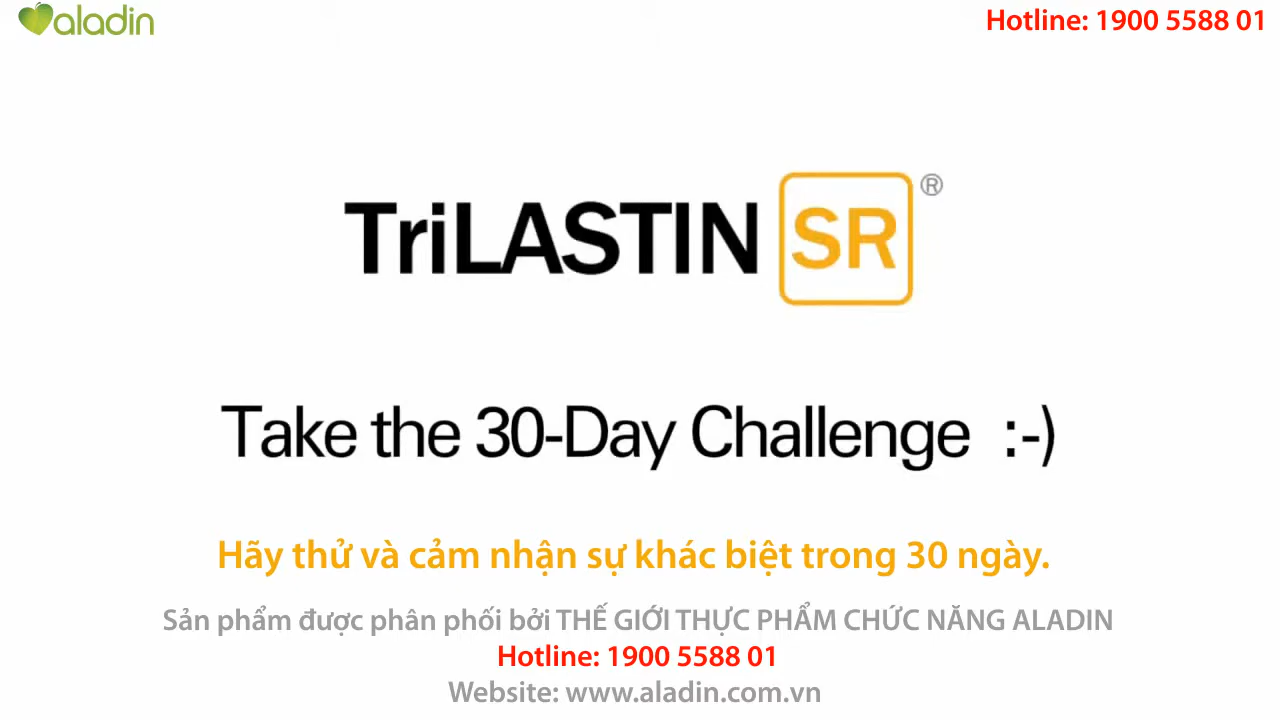 aladin
Hotline: 1900 5588 01
TriLASTIN SR ®
Take the 30-Day Challenge :-)
Hãy thử và cảm nhận sự khác biệt trong 30 ngày.
Sản phẩm được phân phối bởi THẾ GIỚI THỰC PHẨM CHỨC NĂNG ALADIN
Hotline: 1900 5588 01
Website: www.aladin.com.vn